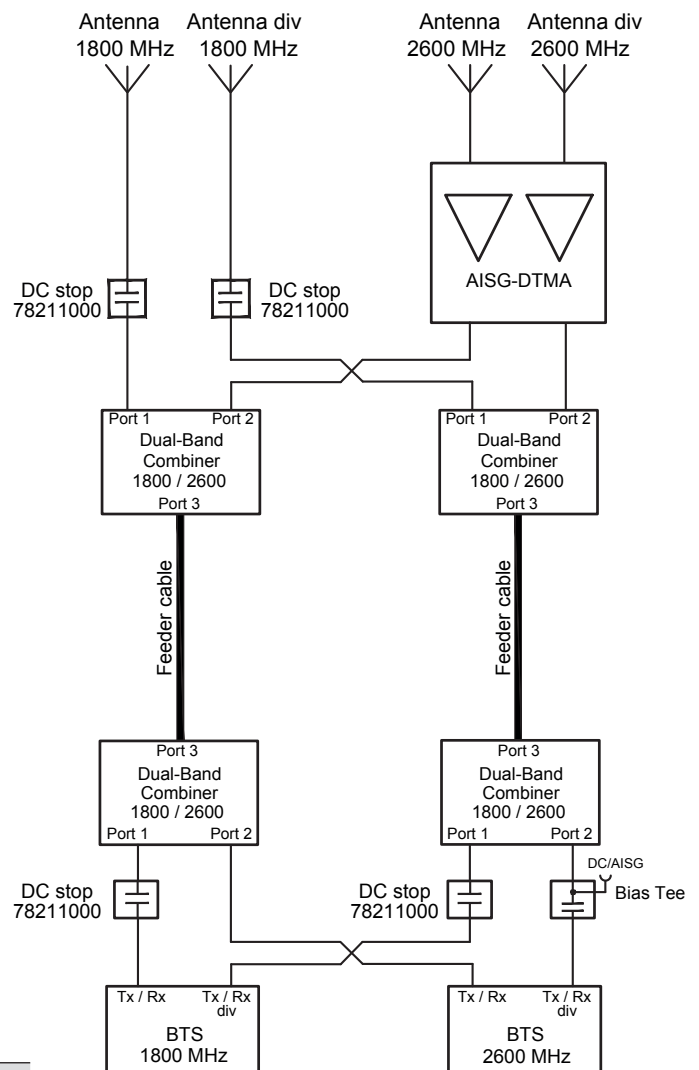 Antenna
1800 MHz
Antenna div
1800 MHz
Antenna
2600 MHz
Antenna div
2600 MHz
AISG-DTMA
DC stop
78211000
DC stop
78211000
Port 1
Port 2
Dual-Band
Combiner
1800 / 2600
Port 3
Port 1
Port 2
Dual-Band
Combiner
1800 / 2600
Port 3
Feeder cable
Feeder cable
Port 3
Dual-Band
Combiner
1800 / 2600
Port 1
Port 2
Port 3
Dual-Band
Combiner
1800 / 2600
Port 1
Port 2
DC stop
78211000
DC stop
78211000
DC/AISG
Bias Tee
Tx / Rx
Tx / Rx
div
BTS
1800 MHz
Tx / Rx
Tx / Rx
div
BTS
2600 MHz